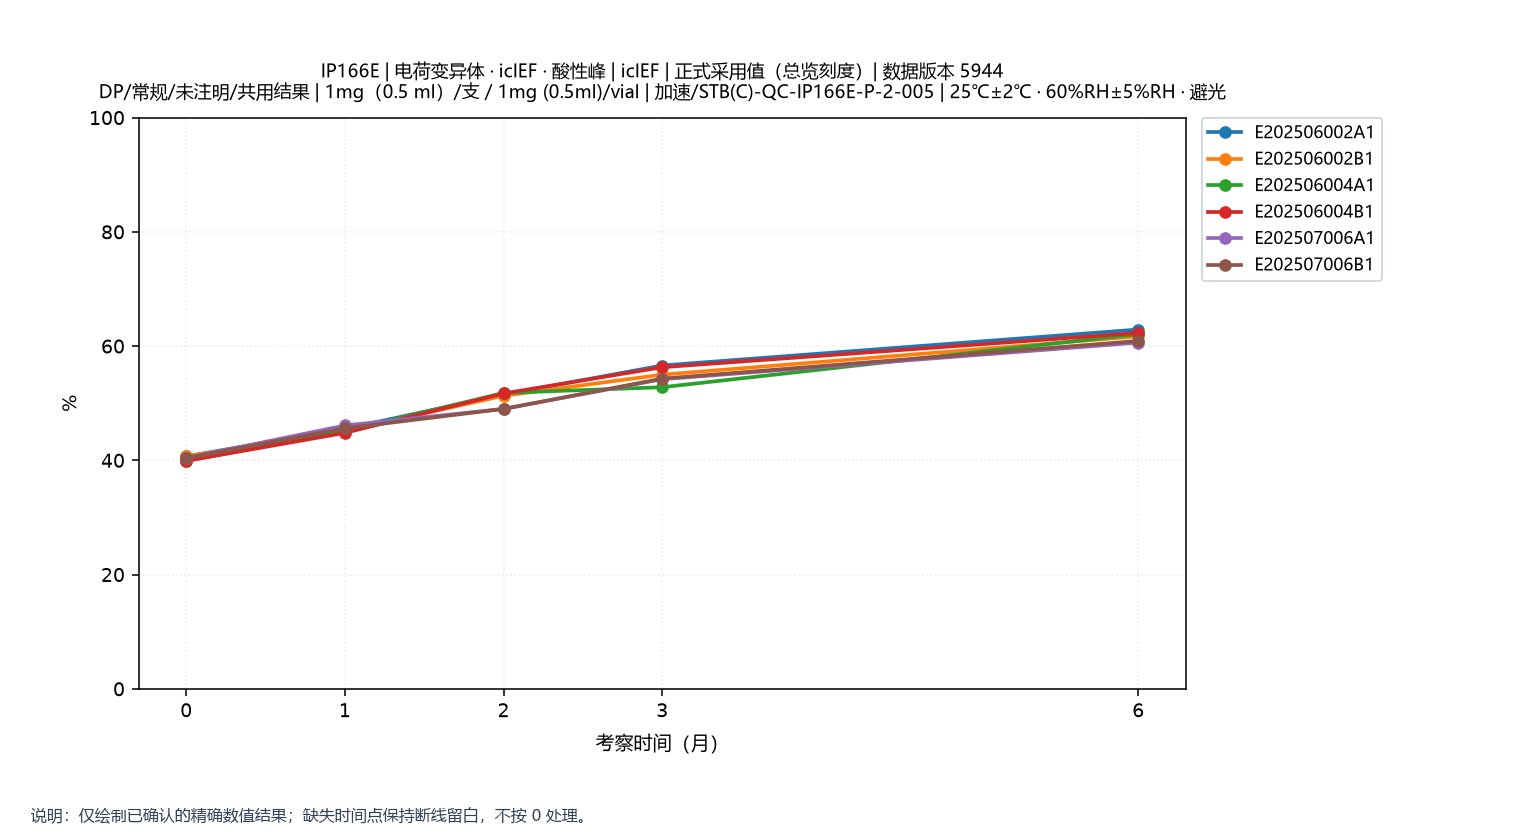 IP166E | 电荷变异体 · icIEF · 酸性峰 | icIEF | 正式采用值（总览刻度）| 数据版本 5944
DP/常规/未注明/共用结果 | 1mg（0.5 ml）/支 / 1mg (0.5ml)/vial | 加速/STB(C)-QC-IP166E-P-2-005 | 25℃±2℃ · 60%RH±5%RH · 避光
100
80
60
40
20
0
%
0 1 2 3 6
考察时间（月）
E202506002A1
E202506002B1
E202506004A1
E202506004B1
E202507006A1
E202507006B1
说明：仅绘制已确认的精确数值结果；缺失时间点保持断线留白，不按 0 处理。